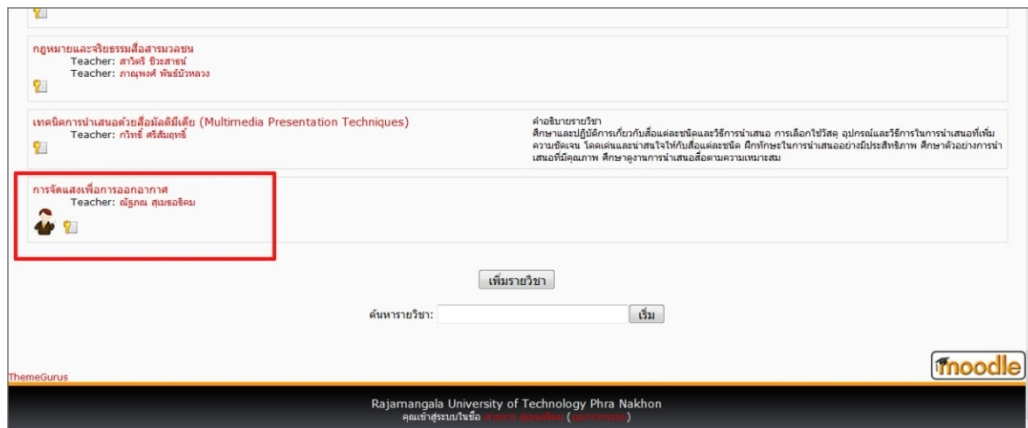 กฎหมายและจริยธรรมสื่อสารมวลชน
Teacher: สาวิตรี ชีวะสาธน์
Teacher: ภาณุพงศ์ พันธ์บัวหลวง
เทคนิคการนำเสนอด้วยสื่อมัลติมีเดีย (Multimedia Presentation Techniques)
Teacher: กวิทธิ์ ศรีสัมฤทธิ์
คำอธิบายรายวิชา
ศึกษาและปฏิบัติการเกี่ยวกับสื่อแต่ละชนิดและวิธีการนำเสนอ การเลือกใช้วัสดุ อุปกรณ์และวิธีการในการนำเสนอที่เพิ่ม
ความชัดเจน โดดเด่นและน่าสนใจให้กับสื่อแต่ละชนิด ฝึกทักษะในการนำเสนออย่างมีประสิทธิภาพ ศึกษาตัวอย่างการนำ
เสนอที่มีคุณภาพ ศึกษาดูงานการนำเสนอสื่อตามความเหมาะสม
การจัดแสงเพื่อการออกอากาศ
Teacher: ณัฐภณ สุเมธอธิคม
เพิ่มรายวิชา
ค้นหารายวิชา:
เริ่ม
moodle
ThemeGurus
Rajamangala University of Technology Phra Nakhon
คุณเข้าสู่ระบบในชื่อ